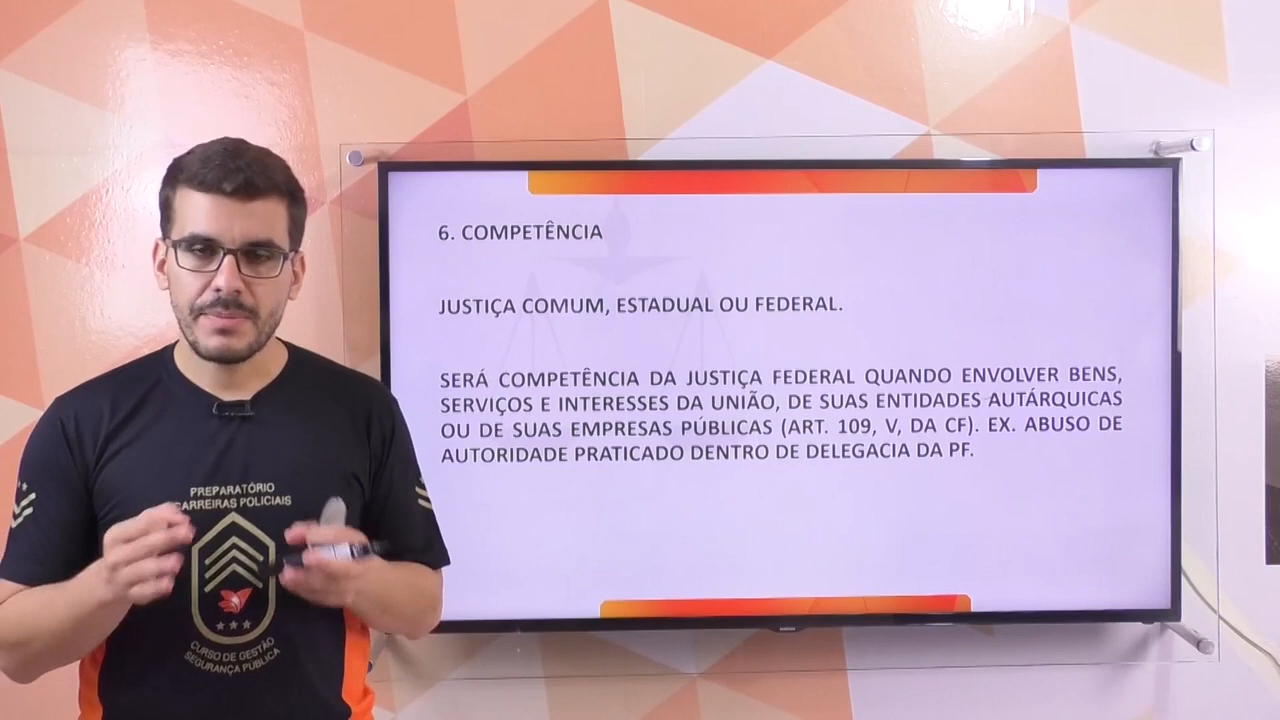 6. COMPETÊNCIA
JUSTIÇA COMUM, ESTADUAL OU FEDERAL.
SERÁ COMPETÊNCIA DA JUSTIÇA FEDERAL QUANDO ENVOLVER BENS,
SERVIÇOS E INTERESSES DA UNIÃO, DE SUAS ENTIDADES AUTÁRQUICAS
OU DE SUAS EMPRESAS PÚBLICAS (ART. 109, V, DA CF). EX. ABUSO DE
AUTORIDADE PRATICADO DENTRO DE DELEGACIA DA PF.
PREPARATÓRIO
CARREIRAS POLICIAIS
CURSO DE GESTÃO
SEGURANÇA PÚBLICA